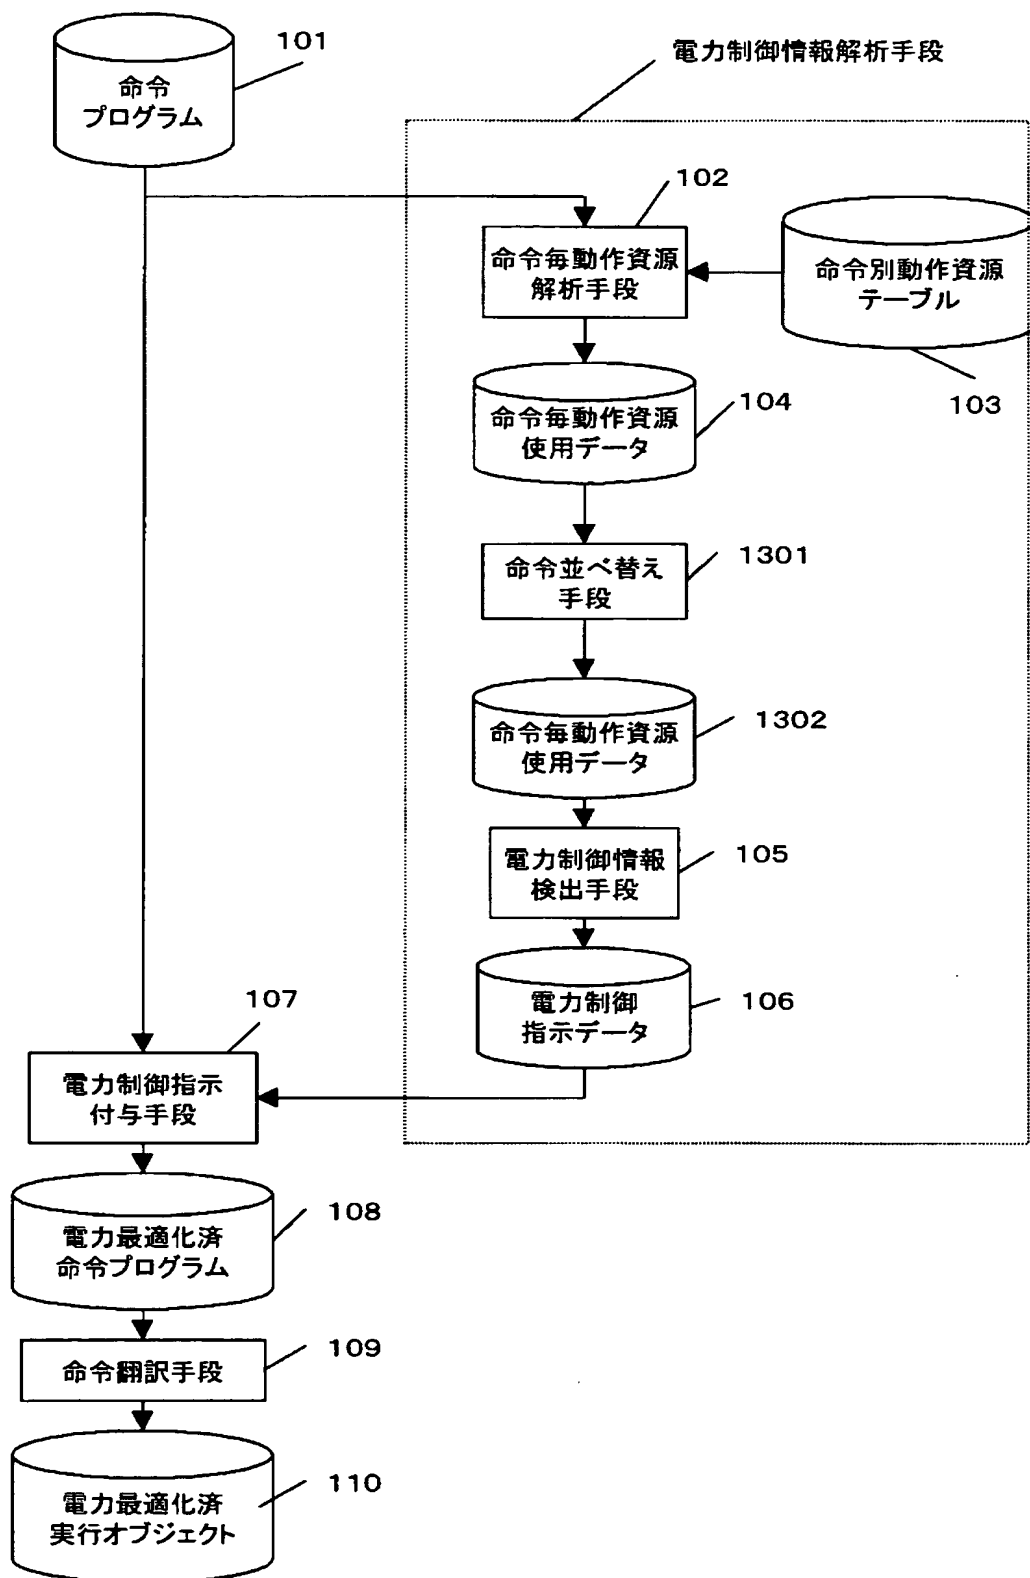 101
命令
プログラム
電力制御情報解析手段
102
命令毎動作資源
解析手段
命令別動作資源
テーブル
103
104
命令毎動作資源
使用データ
1301
命令並べ替え
手段
1302
命令毎動作資源
使用データ
105
電力制御情報
検出手段
106
電力制御
指示データ
107
電力制御指示
付与手段
108
電力最適化済
命令プログラム
109
命令翻訳手段
110
電力最適化済
実行オブジェクト